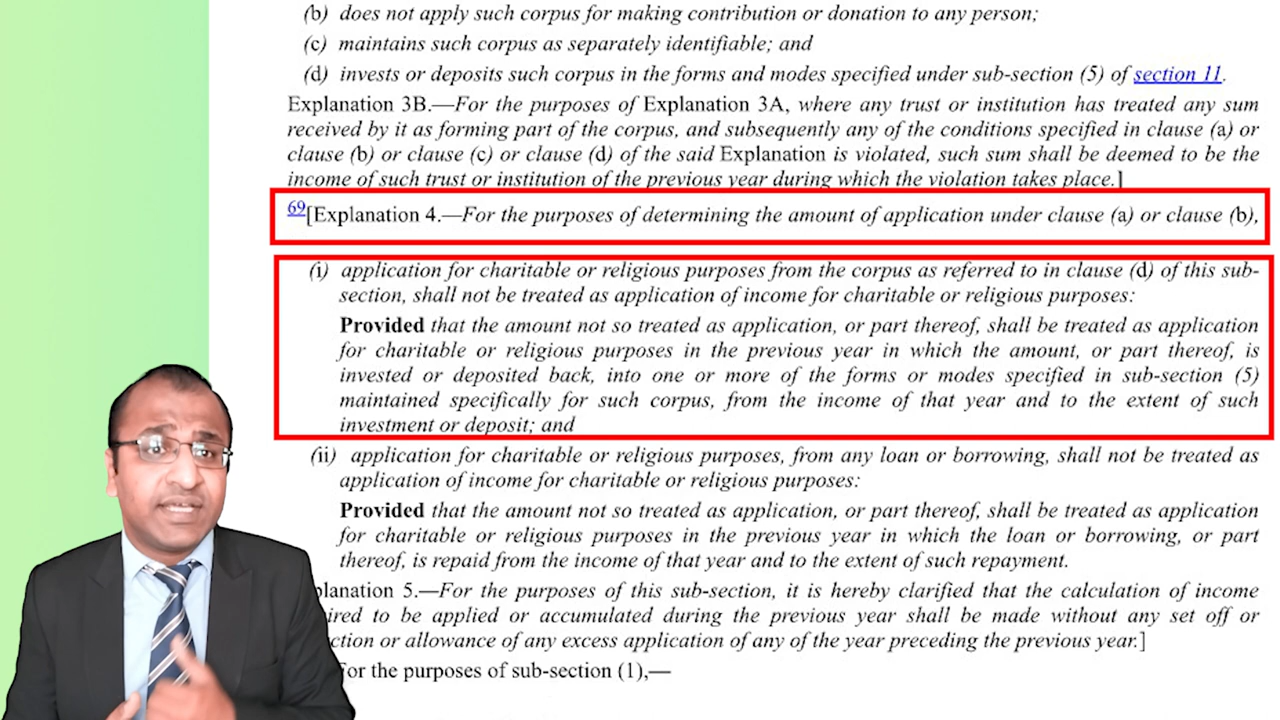 (b) does not apply such corpus for making contribution or donation to any person;
(c) maintains such corpus as separately identifiable; and
(d) invests or deposits such corpus in the forms and modes specified under sub-section (5) of section 11.
Explanation 3B.—For the purposes of Explanation 3A, where any trust or institution has treated any sum
received by it as forming part of the corpus, and subsequently any of the conditions specified in clause (a) or
clause (b) or clause (c) or clause (d) of the said Explanation is violated, such sum shall be deemed to be the
income of such trust or institution of the previous year during which the violation takes place.]
69[Explanation 4.—For the purposes of determining the amount of application under clause (a) or clause (b),
(i) application for charitable or religious purposes from the corpus as referred to in clause (d) of this sub-
section, shall not be treated as application of income for charitable or religious purposes:
Provided that the amount not so treated as application, or part thereof, shall be treated as application
for charitable or religious purposes in the previous year in which the amount, or part thereof, is
invested or deposited back, into one or more of the forms or modes specified in sub-section (5)
maintained specifically for such corpus, from the income of that year and to the extent of such
investment or deposit; and
(ii) application for charitable or religious purposes, from any loan or borrowing, shall not be treated as
application of income for charitable or religious purposes:
Provided that the amount not so treated as application, or part thereof, shall be treated as application
for charitable or religious purposes in the previous year in which the loan or borrowing, or part
thereof, is repaid from the income of that year and to the extent of such repayment.
planation 5.—For the purposes of this sub-section, it is hereby clarified that the calculation of income
ired to be applied or accumulated during the previous year shall be made without any set off or
ction or allowance of any excess application of any of the year preceding the previous year.]
For the purposes of sub-section (1),—